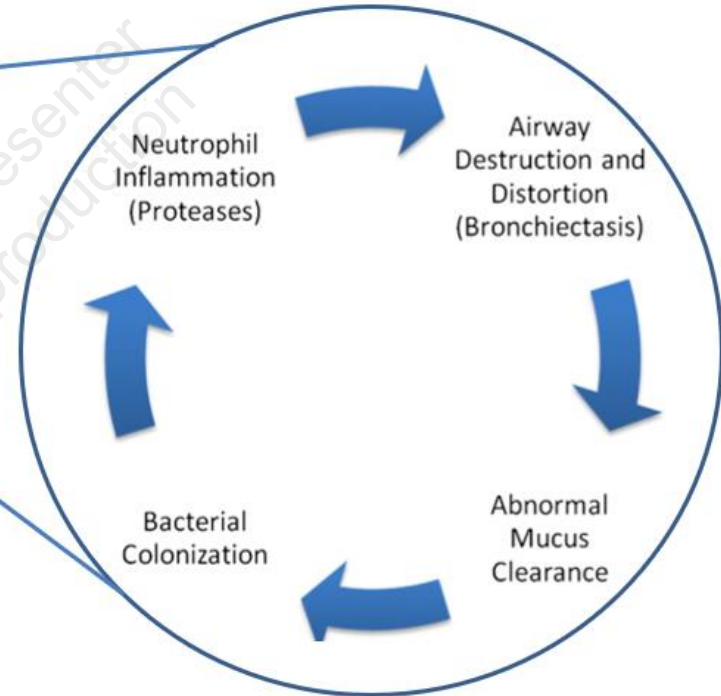 Neutrophil
Inflammation
(Proteases)
Airway
Destruction and
Distortion
(Bronchiectasis)
Abnormal
Mucus
Clearance
Bacterial
Colonization